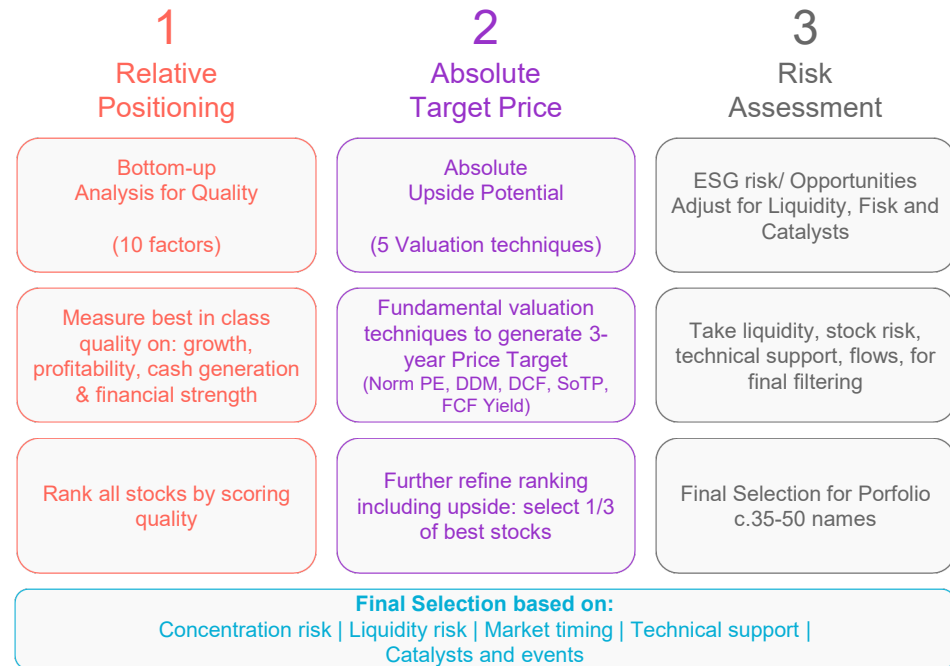 1
Relative
Positioning
Bottom-up
Analysis for Quality
(10 factors)
Measure best in class
quality on: growth,
profitability, cash generation
& financial strength
Rank all stocks by scoring
quality
2
Absolute
Target Price
Absolute
Upside Potential
(5 Valuation techniques)
Fundamental valuation
techniques to generate 3-
year Price Target
(Norm PE, DDM, DCF, SoTP,
FCF Yield)
Further refine ranking
including upside: select 1/3
of best stocks
3
Risk
Assessment
ESG risk/ Opportunities
Adjust for Liquidity, Fisk and
Catalysts
Take liquidity, stock risk,
technical support, flows, for
final filtering
Final Selection for Porfolio
c.35-50 names
Final Selection based on:
Concentration risk | Liquidity risk | Market timing | Technical support |
Catalysts and events